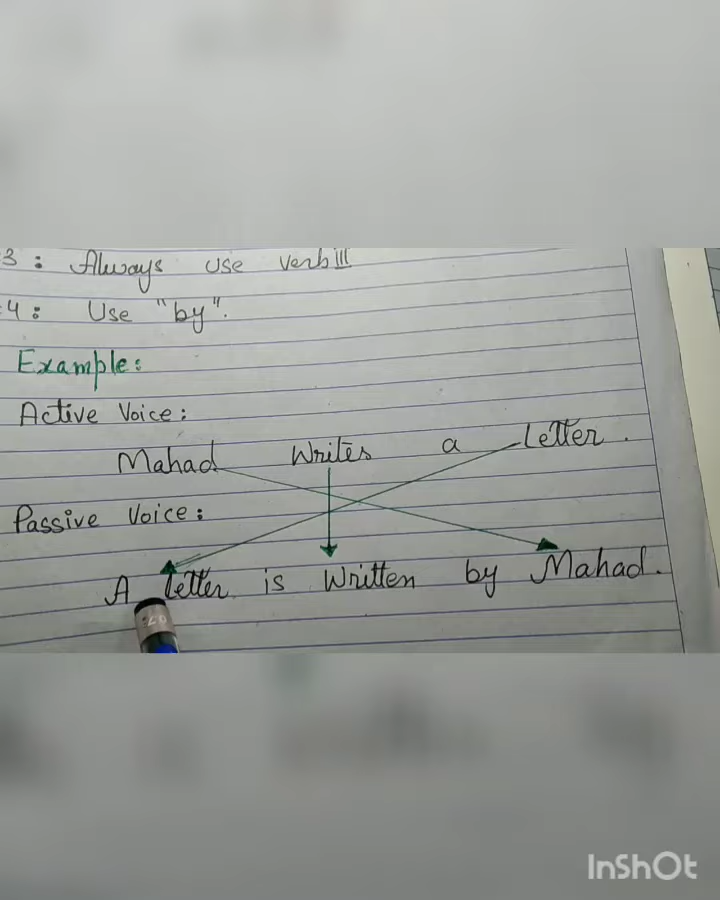 3 : Always use verb III
4 : Use "by".
Example:
Active Voice:
Mahad Writes a Letter.
Passive Voice:
A letter is Written by Mahad.
07
InShOt